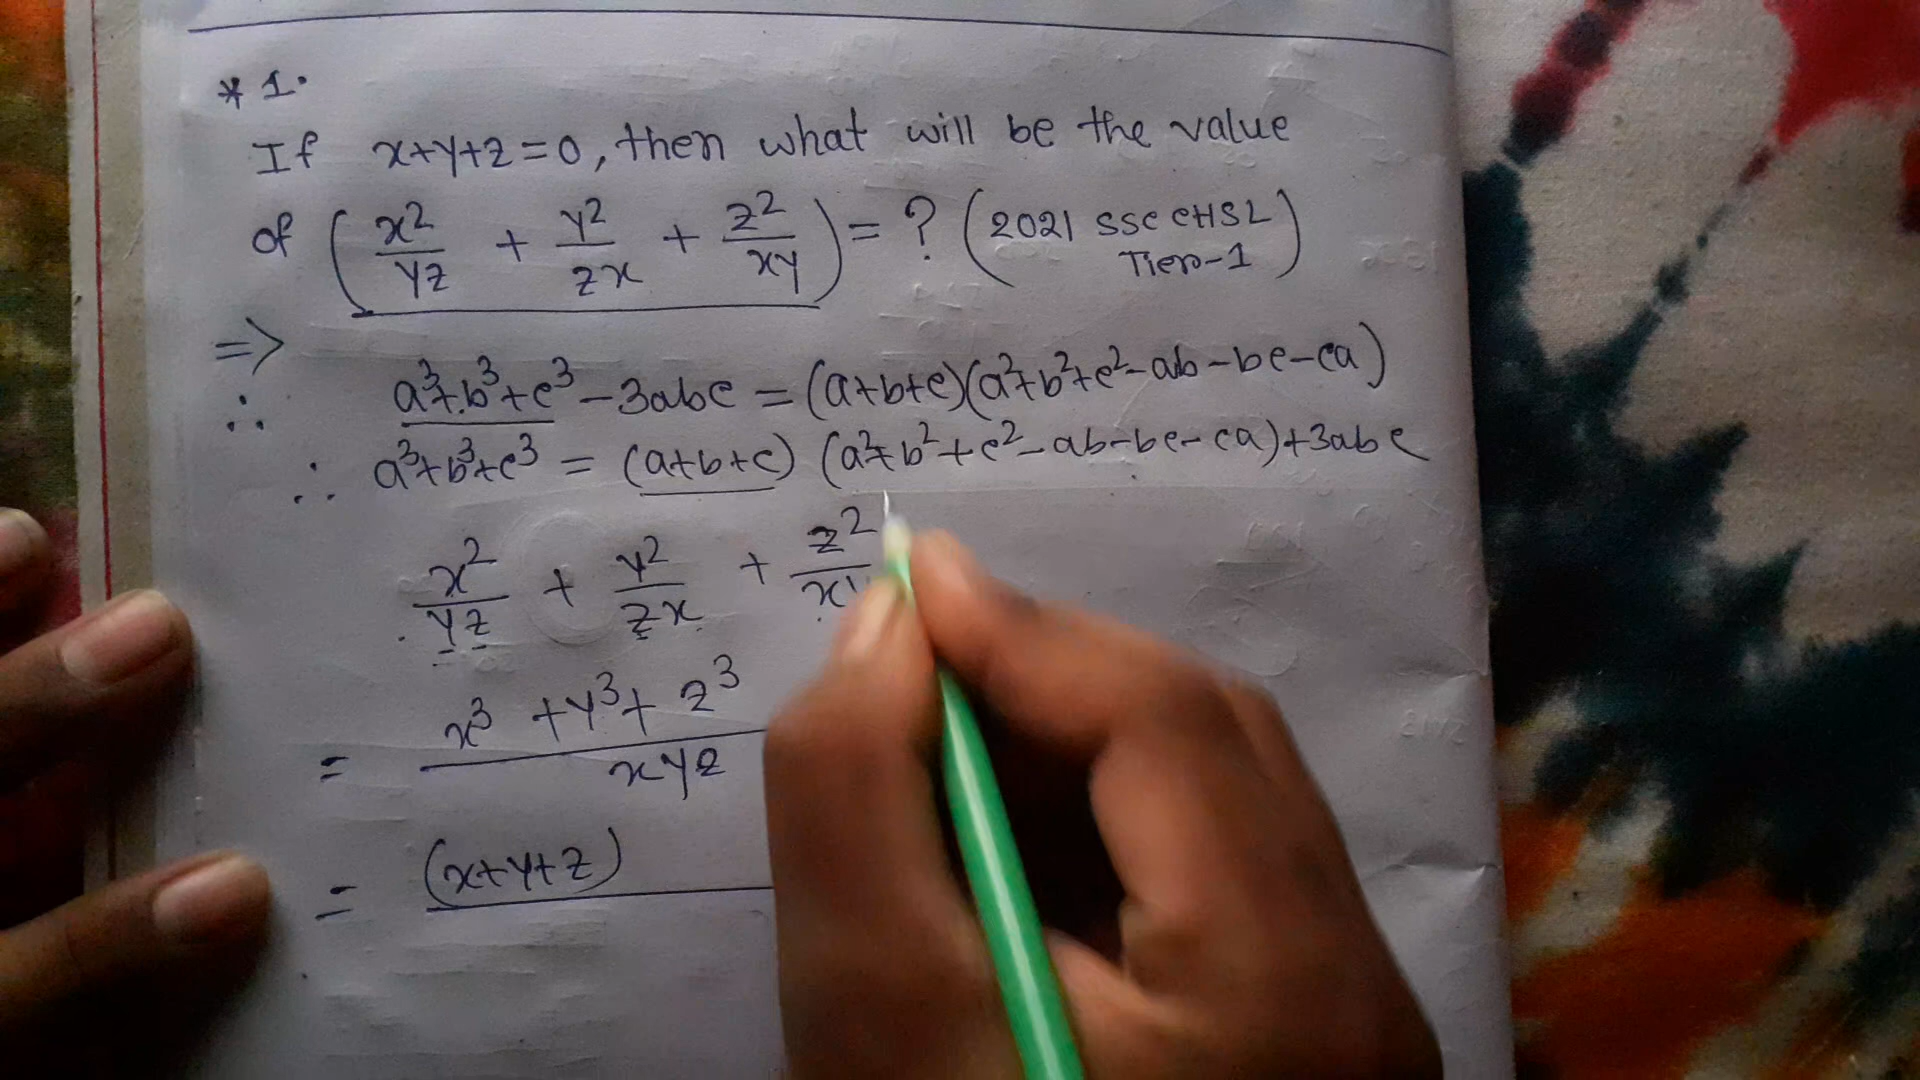 * 1.
If x+y+z=0, then what will be the value
of (x²/yz + y²/zx + z²/xy) = ? (2021 SSC CHSL Tier-1)
=>
∴ a³+b³+c³-3abc = (a+b+c)(a²+b²+c²-ab-bc-ca)
∴ a³+b³+c³ = (a+b+c) (a²+b²+c²-ab-bc-ca)+3abc
x²/yz + y²/zx + z²/x
= x³+y³+z³/xyz
= (x+y+z)